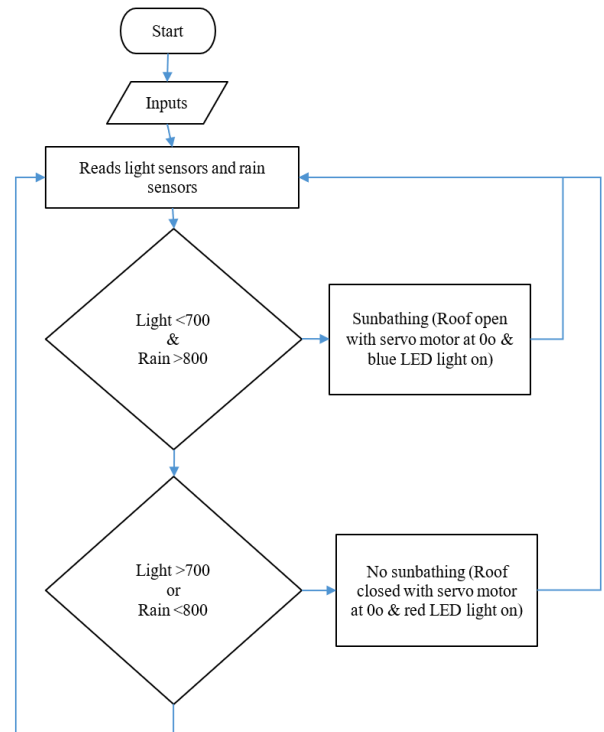 Start
Inputs
Reads light sensors and rain
sensors
Light <700
&
Rain >800
Sunbathing (Roof open
with servo motor at 0o &
blue LED light on)
Light >700
or
Rain <800
No sunbathing (Roof
closed with servo motor
at 0o & red LED light on)